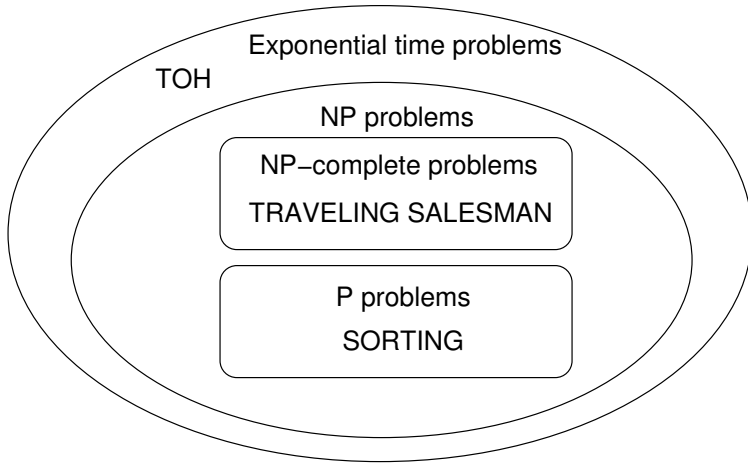 Exponential time problems
TOH
NP problems
NP−complete problems
TRAVELING SALESMAN
P problems
SORTING